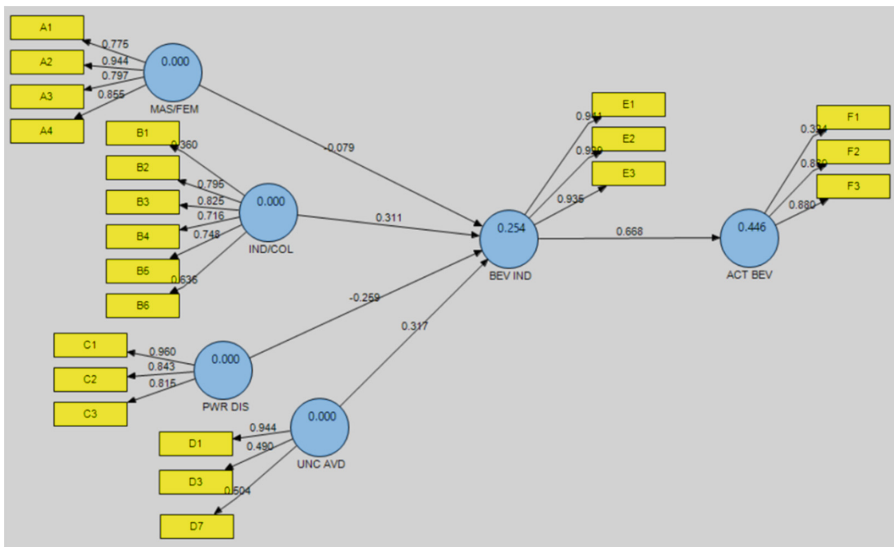 A1
A2
A3
A4
0.775
0.944
0.797
0.855
0.000
MAS/FEM
B1
B2
B3
B4
B5
B6
0.360
0.795
0.825
0.716
0.748
0.635
0.000
IND/COL
C1
C2
C3
0.960
0.843
0.815
0.000
PWR DIS
D1
D3
D7
0.944
0.490
0.504
0.000
UNC AVD
-0.079
0.311
-0.259
0.317
0.254
BEV IND
E1
E2
E3
0.935
0.668
0.446
ACT BEV
F1
F2
F3
0.880